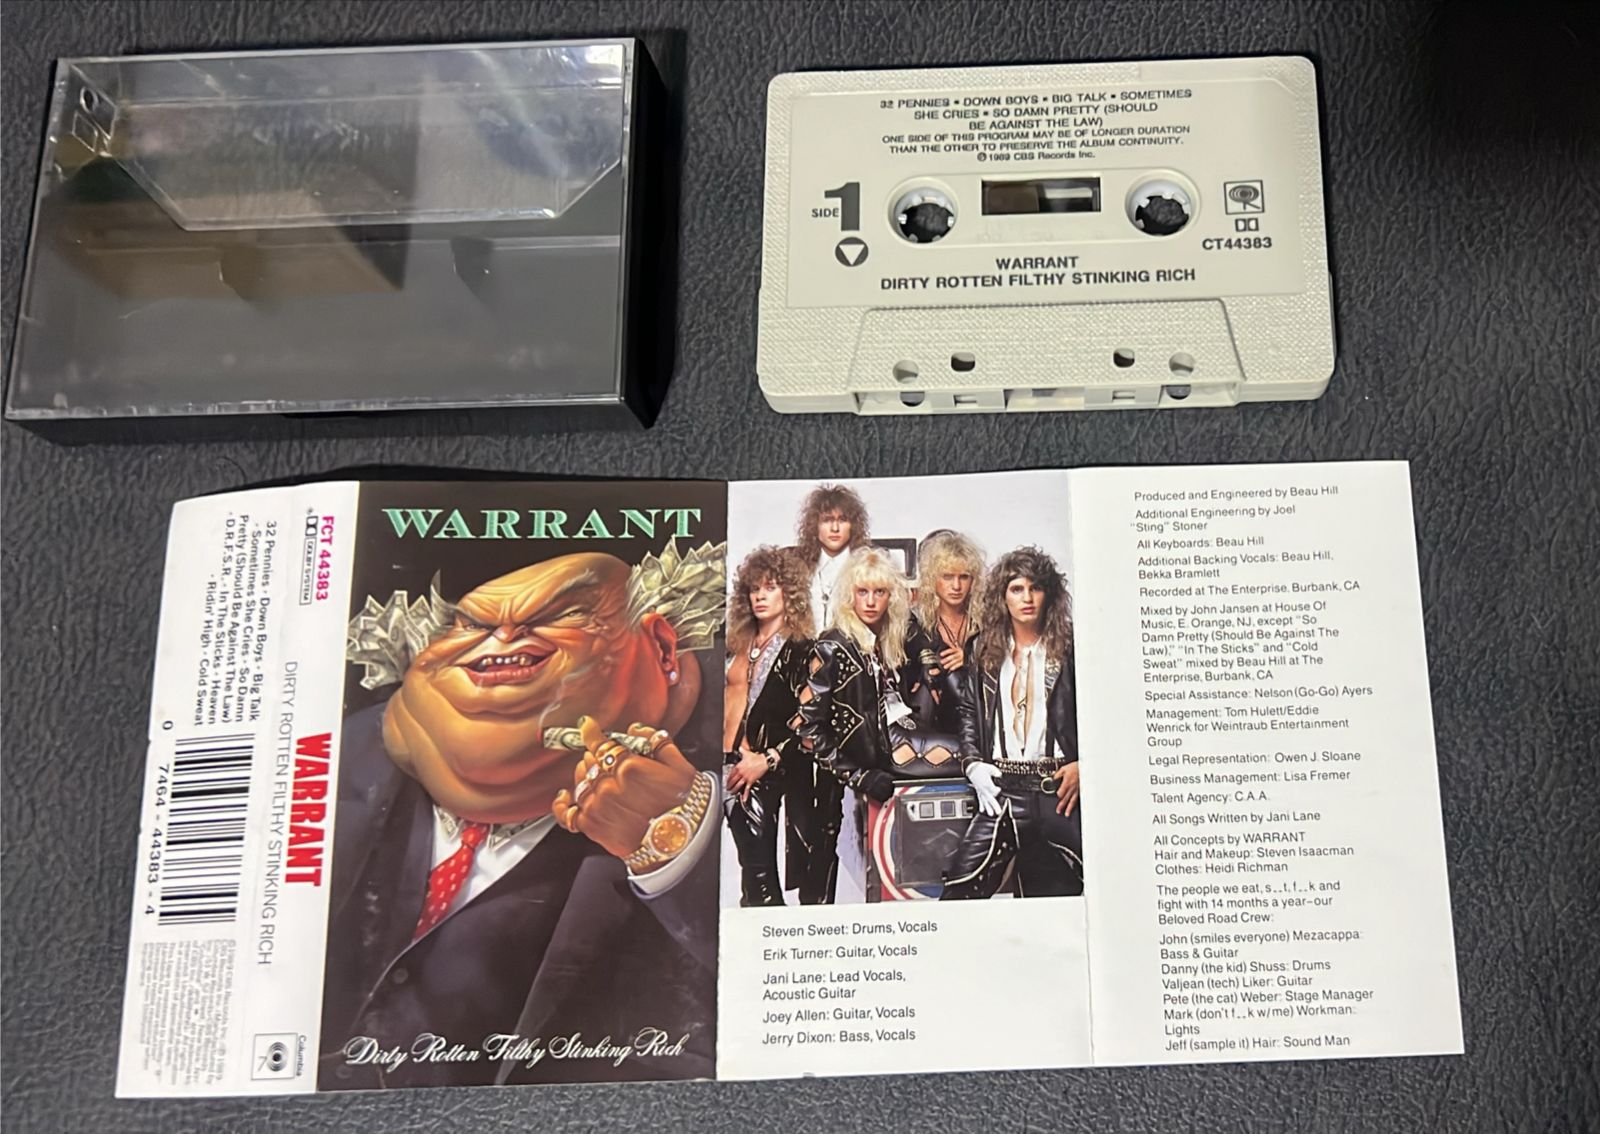 32 PENNIES ▪ DOWN BOYS ▪ BIG TALK ▪ SOMETIMES
SHE CRIES ▪ SO DAMN PRETTY (SHOULD
BE AGAINST THE LAW)
ONE SIDE OF THIS PROGRAM MAY BE OF LONGER DURATION
THAN THE OTHER TO PRESERVE THE ALBUM CONTINUITY.
℗ 1989 CBS Records Inc.
SIDE 1
CT44383
WARRANT
DIRTY ROTTEN FILTHY STINKING RICH
FCT 44383
DOLBY SYSTEM
32 Pennies · Down Boys · Big Talk
· Sometimes She Cries · So Damn
Pretty (Should Be Against The Law)
· D.R.F.S.R. · In The Sticks · Heaven
· Ridin' High · Cold Sweat
0 7464-44383-4
WARRANT
DIRTY ROTTEN FILTHY STINKING RICH
Columbia
WARRANT
Dirty Rotten Filthy Stinking Rich
Steven Sweet: Drums, Vocals
Erik Turner: Guitar, Vocals
Jani Lane: Lead Vocals,
Acoustic Guitar
Joey Allen: Guitar, Vocals
Jerry Dixon: Bass, Vocals
Produced and Engineered by Beau Hill
Additional Engineering by Joel
"Sting" Stoner
All Keyboards: Beau Hill
Additional Backing Vocals: Beau Hill,
Bekka Bramlett
Recorded at The Enterprise, Burbank, CA
Mixed by John Jansen at House Of
Music, E. Orange, NJ, except "So
Damn Pretty (Should Be Against The
Law)," "In The Sticks" and "Cold
Sweat" mixed by Beau Hill at The
Enterprise, Burbank, CA
Special Assistance: Nelson (Go-Go) Ayers
Management: Tom Hulett/Eddie
Wenrick for Weintraub Entertainment
Group
Legal Representation: Owen J. Sloane
Business Management: Lisa Fremer
Talent Agency: C.A.A.
All Songs Written by Jani Lane
All Concepts by WARRANT
Hair and Makeup: Steven Isaacman
Clothes: Heidi Richman
The people we eat, s--t, f--k and
fight with 14 months a year–our
Beloved Road Crew:
John (smiles everyone) Mezacappa:
Bass & Guitar
Danny (the kid) Shuss: Drums
Valjean (tech) Liker: Guitar
Pete (the cat) Weber: Stage Manager
Mark (don't f--k w/me) Workman:
Lights
Jeff (sample it) Hair: Sound Man